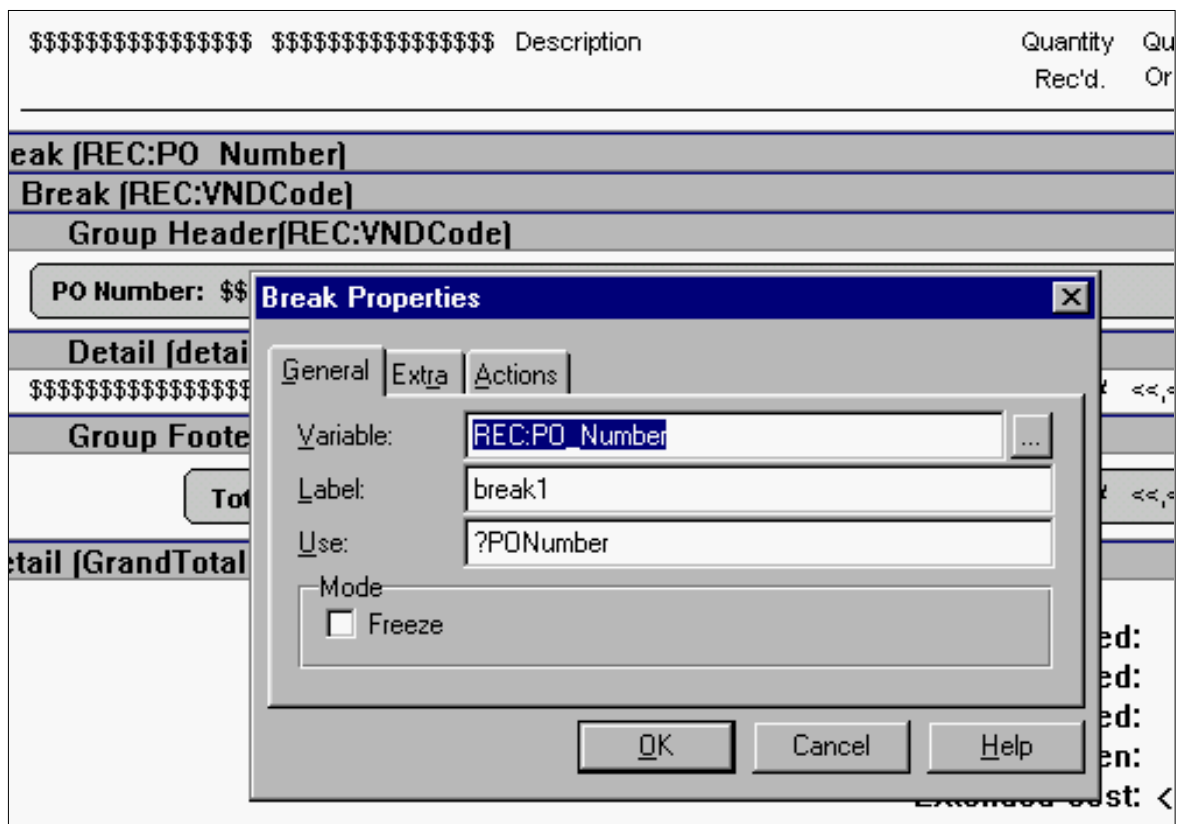 $$$$$$$$$$$$$$$$ $$$$$$$$$$$$$$$$ Description Quantity Qu
Rec'd. Or
eak (REC:PO_Number)
Break (REC:VNDCode)
Group Header(REC:VNDCode)
PO Number: $$
Break Properties
Detail (detai
General Extra Actions
$$$$$$$$$$$$$$$$ <<,<
Variable: REC:PO_Number ...
Group Foote
Label: break1
Tot <<,<
Use: ?PONumber
etail (GrandTotal
Mode
Freeze
ed:
ed:
ed:
OK Cancel Help
en:
Extended Cost: <